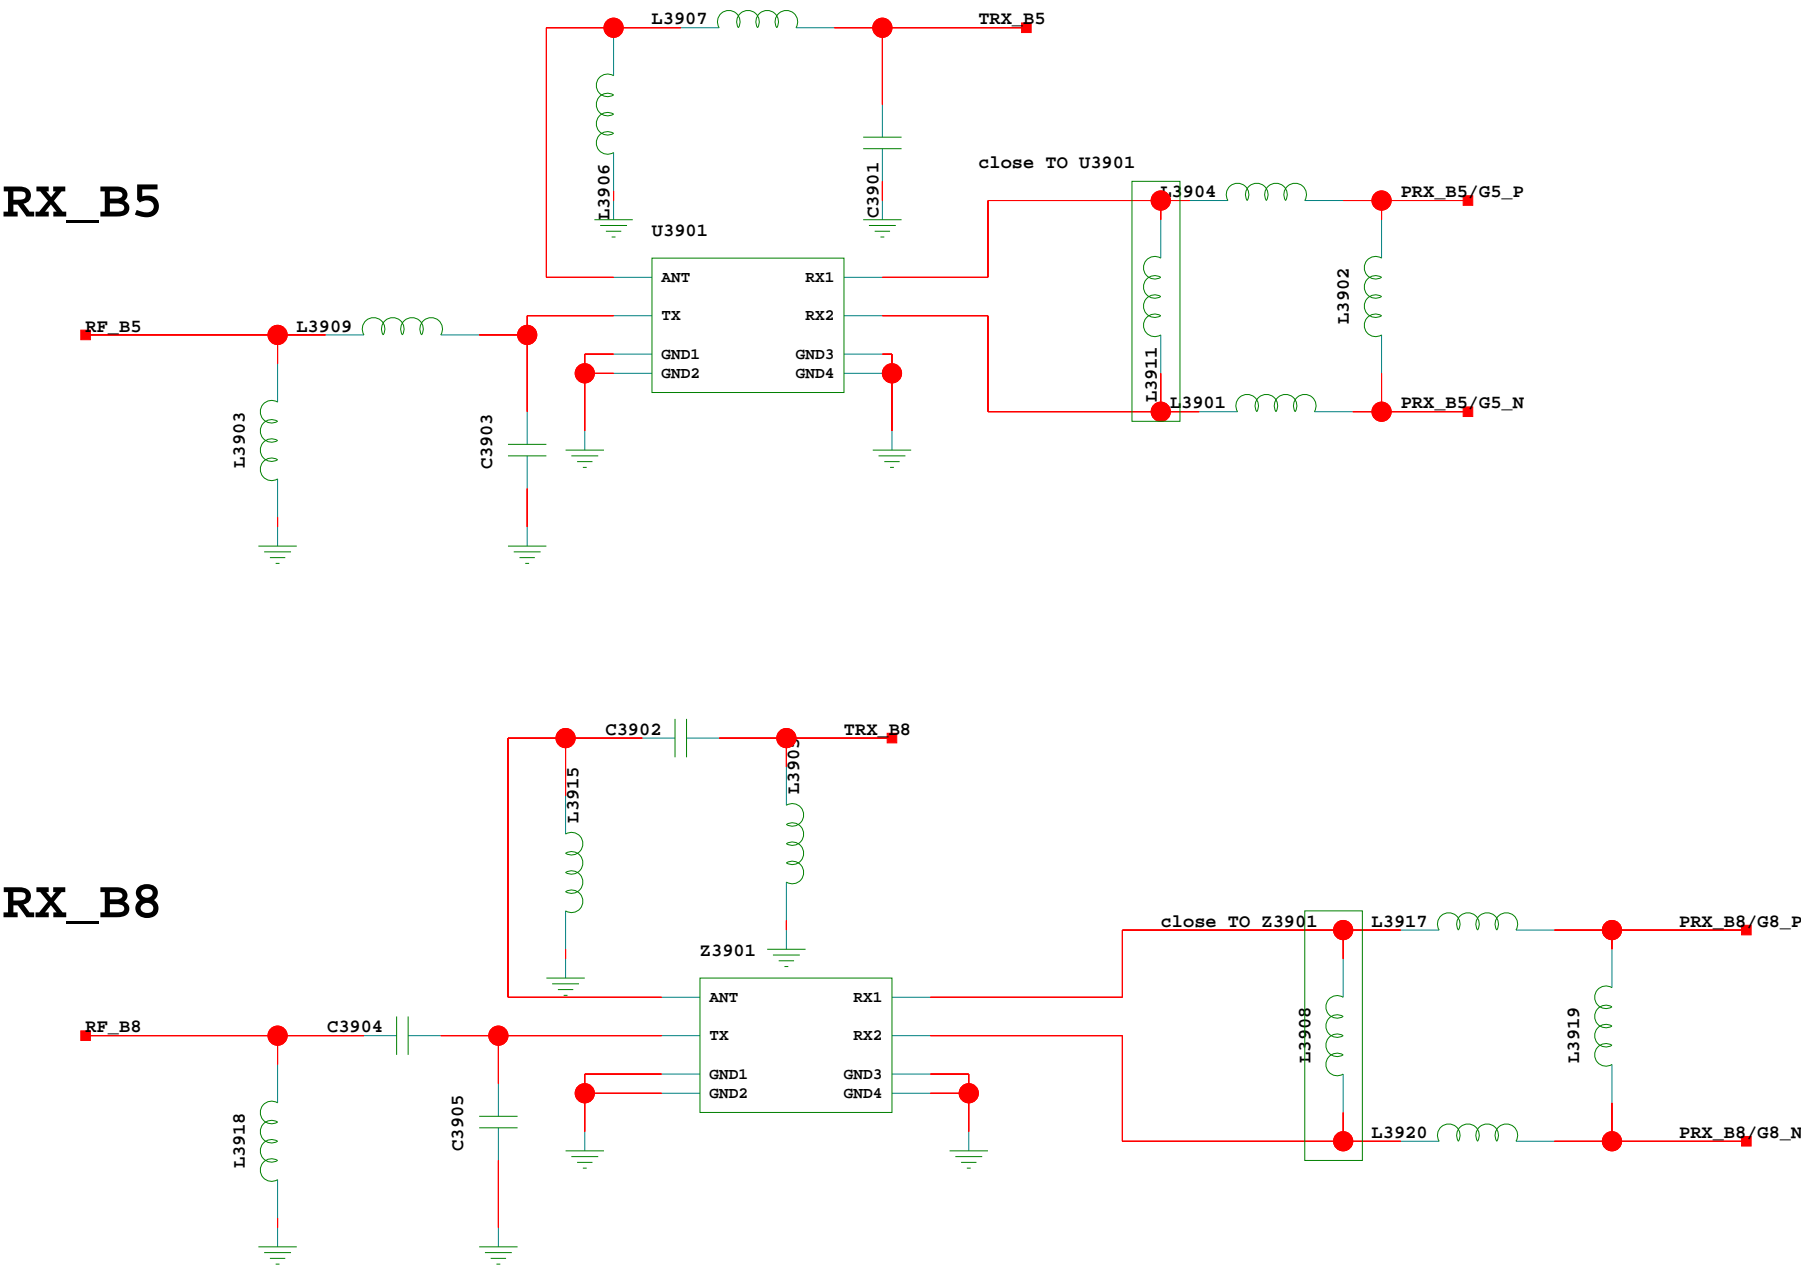 L3907
TRX_B5
L3906
C3901
close TO U3901
RX_B5
L3904
PRX_B5/G5_P
U3901
ANT
RX1
TX
RX2
GND1
GND3
GND2
GND4
L3911
L3902
RF_B5
L3909
L3901
PRX_B5/G5_N
L3903
C3903
C3902
TRX_B8
L3915
RX_B8
close TO Z3901
L3917
PRX_B8/G8_P
Z3901
ANT
RX1
TX
RX2
GND1
GND3
GND2
GND4
L3908
L3919
RF_B8
C3904
L3918
C3905
L3920
PRX_B8/G8_N